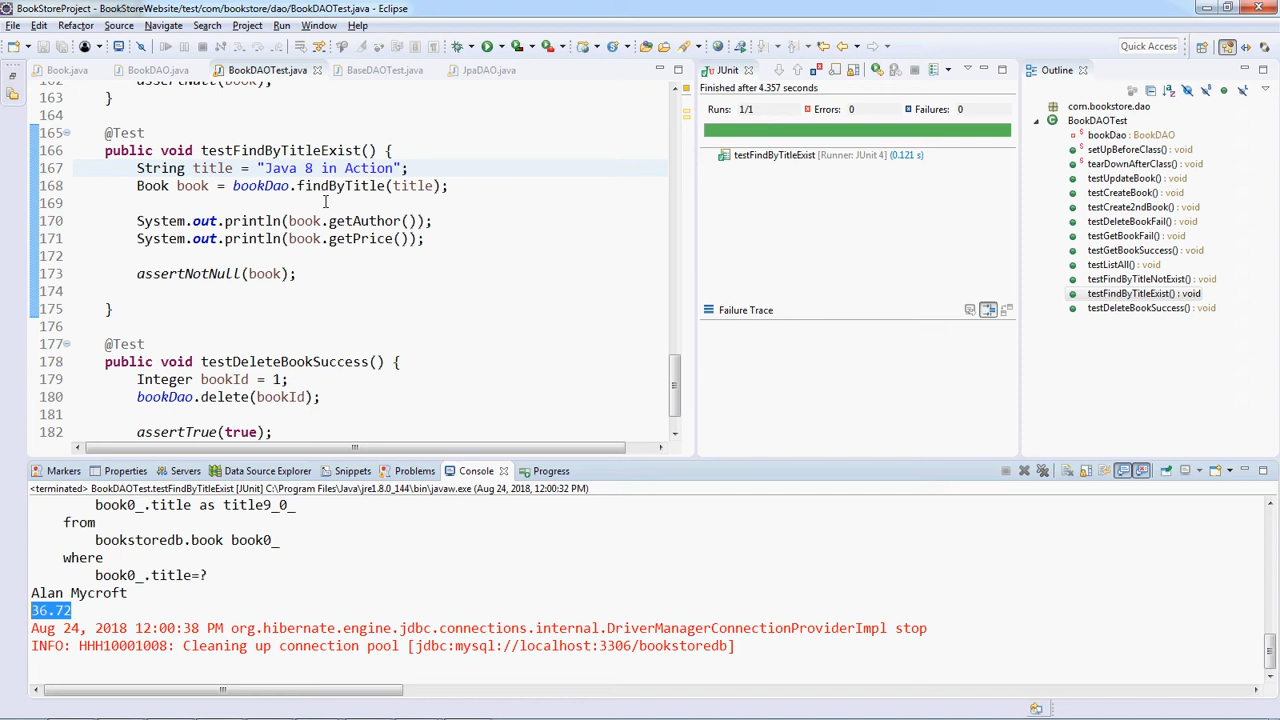 BookStoreProject - BookStoreWebsite/test/com/bookstore/dao/BookDAOTest.java - Eclipse
File Edit Refactor Source Navigate Search Project Run Window Help
Quick Access
Book.java BookDAO.java BookDAOTest.java BaseDAOTest.java JpaDAO.java
162 assertNull(book);
163 }
164
165 @Test
166 public void testFindByTitleExist() {
167 String title = "Java 8 in Action";
168 Book book = bookDao.findByTitle(title);
169
170 System.out.println(book.getAuthor());
171 System.out.println(book.getPrice());
172
173 assertNotNull(book);
174
175 }
176
177 @Test
178 public void testDeleteBookSuccess() {
179 Integer bookId = 1;
180 bookDao.delete(bookId);
181
182 assertTrue(true);
JUnit
Finished after 4.357 seconds
Runs: 1/1 Errors: 0 Failures: 0
testFindByTitleExist [Runner: JUnit 4] (0.121 s)
Failure Trace
Outline
com.bookstore.dao
BookDAOTest
bookDao : BookDAO
setUpBeforeClass() : void
tearDownAfterClass() : void
testUpdateBook() : void
testCreateBook() : void
testCreate2ndBook() : void
testDeleteBookFail() : void
testGetBookFail() : void
testGetBookSuccess() : void
testListAll() : void
testFindByTitleNotExist() : void
testFindByTitleExist() : void
testDeleteBookSuccess() : void
Markers Properties Servers Data Source Explorer Snippets Problems Console Progress
<terminated> BookDAOTest.testFindByTitleExist [JUnit] C:\Program Files\Java\jre1.8.0_144\bin\javaw.exe (Aug 24, 2018, 12:00:32 PM)
book0_.title as title9_0_
from
bookstoredb.book book0_
where
book0_.title=?
Alan Mycroft
36.72
Aug 24, 2018 12:00:38 PM org.hibernate.engine.jdbc.connections.internal.DriverManagerConnectionProviderImpl stop
INFO: HHH10001008: Cleaning up connection pool [jdbc:mysql://localhost:3306/bookstoredb]